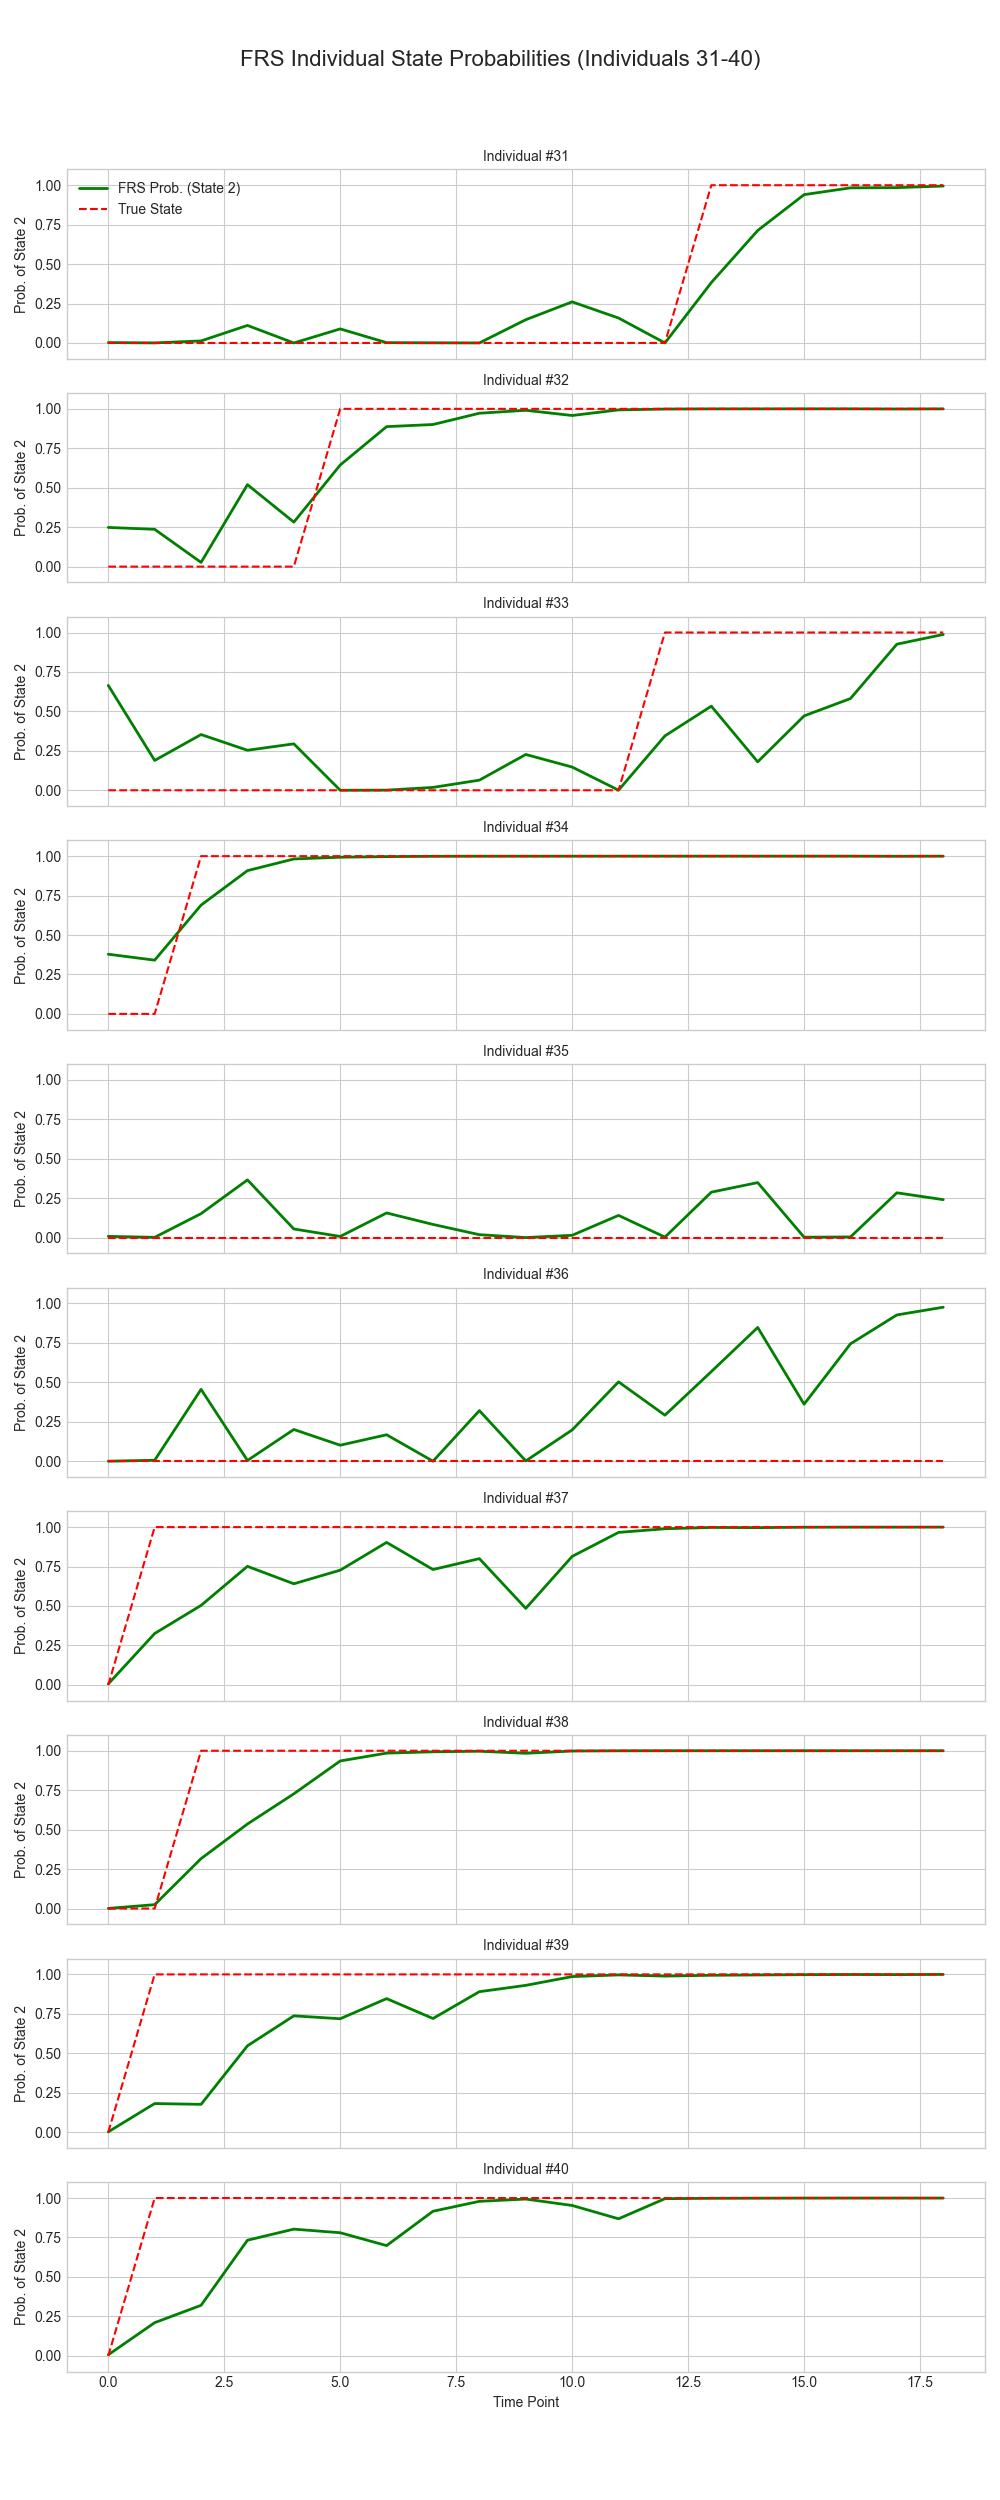 FRS Individual State Probabilities (Individuals 31-40)
Individual #31
1.00
0.75
0.50
0.25
0.00
Prob. of State 2
FRS Prob. (State 2)
True State
Individual #32
1.00
0.75
0.50
0.25
0.00
Prob. of State 2
Individual #33
1.00
0.75
0.50
0.25
0.00
Prob. of State 2
Individual #34
1.00
0.75
0.50
0.25
0.00
Prob. of State 2
Individual #35
1.00
0.75
0.50
0.25
0.00
Prob. of State 2
Individual #36
1.00
0.75
0.50
0.25
0.00
Prob. of State 2
Individual #37
1.00
0.75
0.50
0.25
0.00
Prob. of State 2
Individual #38
1.00
0.75
0.50
0.25
0.00
Prob. of State 2
Individual #39
1.00
0.75
0.50
0.25
0.00
Prob. of State 2
Individual #40
1.00
0.75
0.50
0.25
0.00
Prob. of State 2
0.0 2.5 5.0 7.5 10.0 12.5 15.0 17.5
Time Point